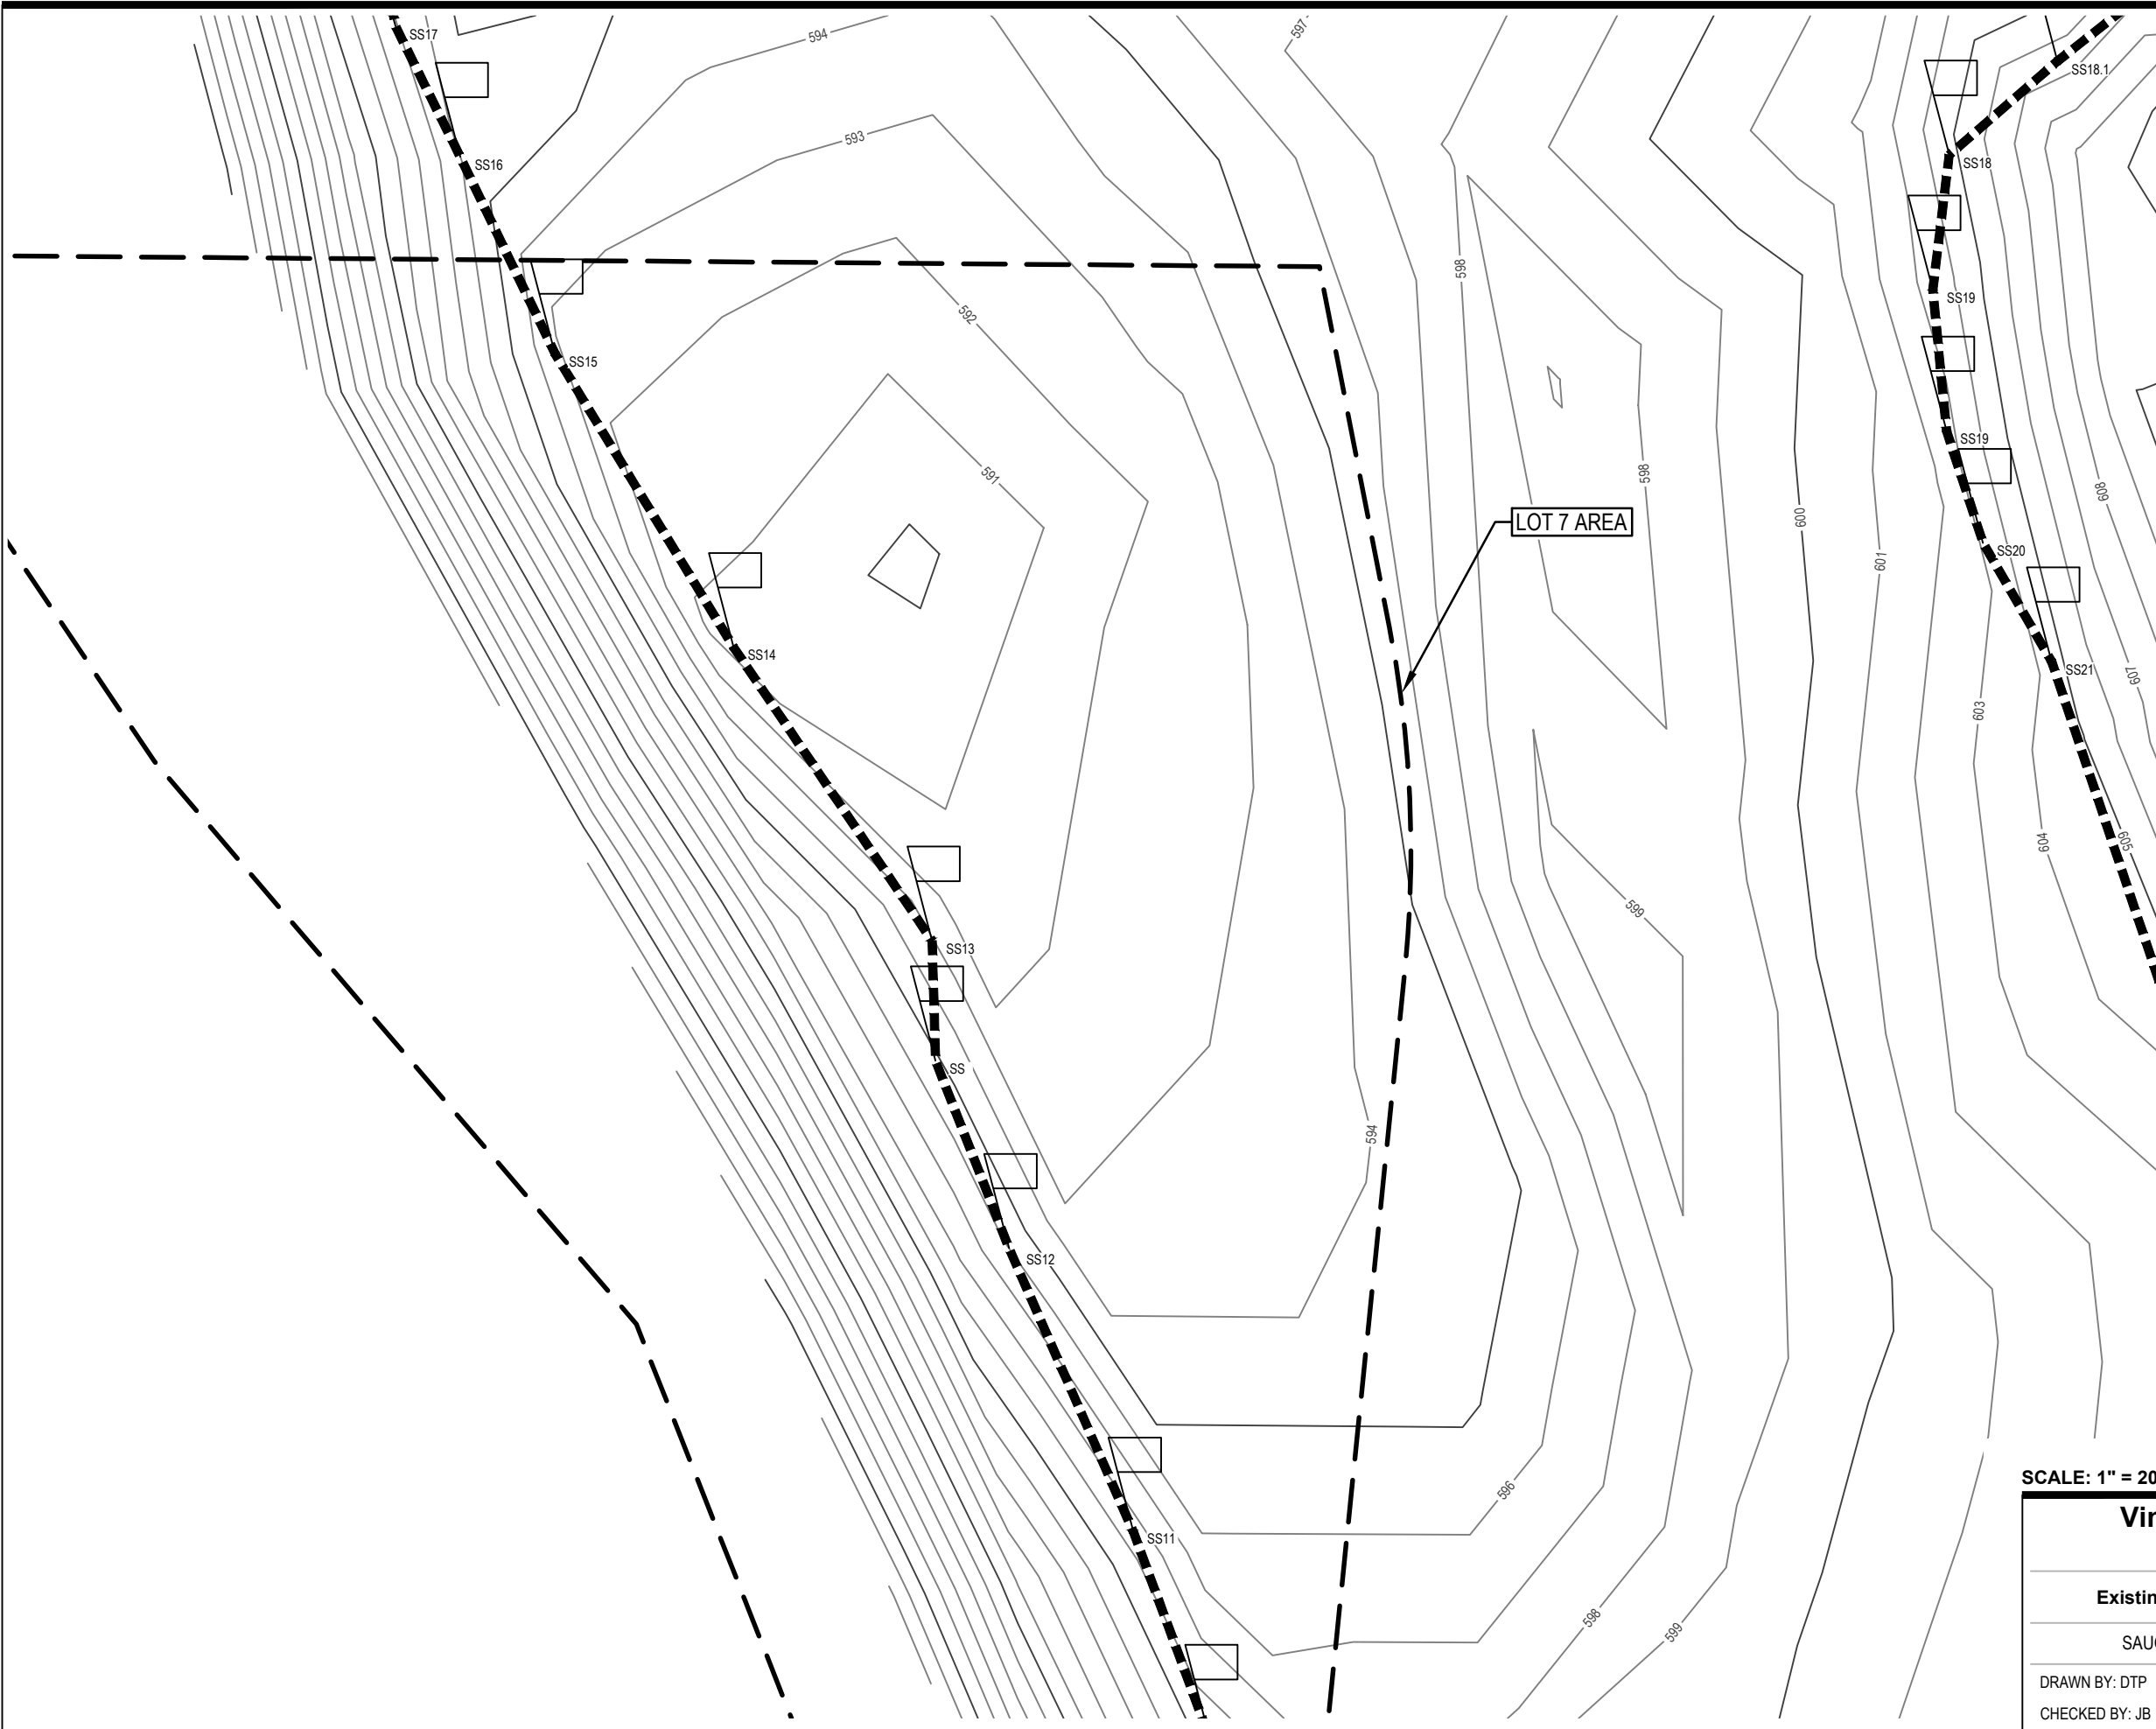 SS17
594
597
SS18.1
593
SS16
SS18
598
SS19
592
SS15
SS19
591
598
608
LOT 7 AREA
600
SS20
601
SS14
SS21
607
603
604
605
599
SS13
SS
594
SS12
SCALE: 1" = 20
596
Vir
SS11
Existin
598
599
SAU
DRAWN BY: DTP
CHECKED BY: JB